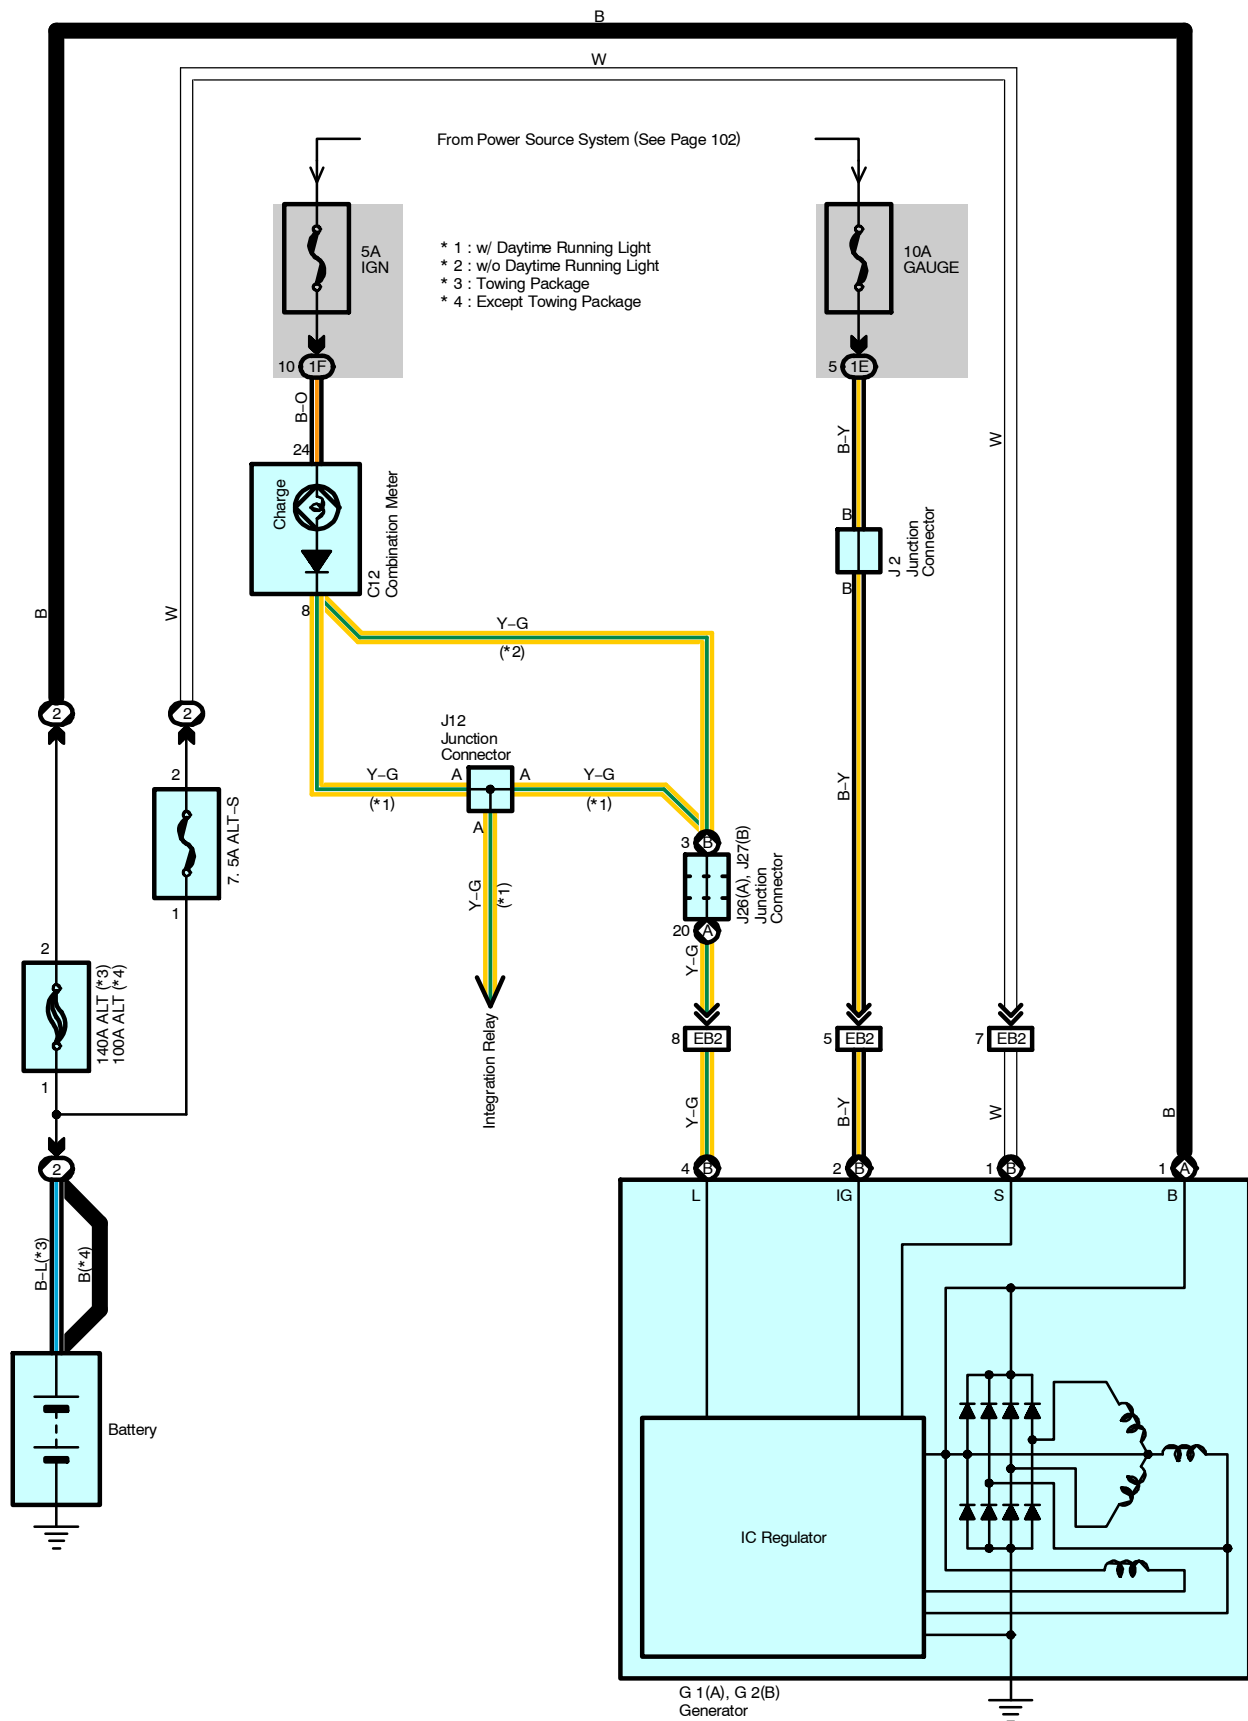 B
W
From Power Source System (See Page 102)
5A
IGN
10A
GAUGE
* 1 : w/ Daytime Running Light
* 2 : w/o Daytime Running Light
* 3 : Towing Package
* 4 : Except Towing Package
10 1F
5 1E
B–O
24
Charge
C12
Combination Meter
8
B–Y
W
B
J 2
Junction
Connector
B
B
W
Y–G
(*2)
2
2
J12
Junction
Connector
2
7. 5A ALT–S
1
Y–G
(*1)
A
A
Y–G
(*1)
A
B–Y
3 B
J26(A), J27(B)
Junction
Connector
20 A
Y–G
(*1)
Y–G
2
140A ALT (*3)
100A ALT (*4)
1
Integration Relay
8 EB2
5 EB2
7 EB2
Y–G
B–Y
W
B
2
4 B
2 B
1 B
1 A
L
IG
S
B
B–L(*3)
B(*4)
Battery
IC Regulator
G 1(A), G 2(B)
Generator